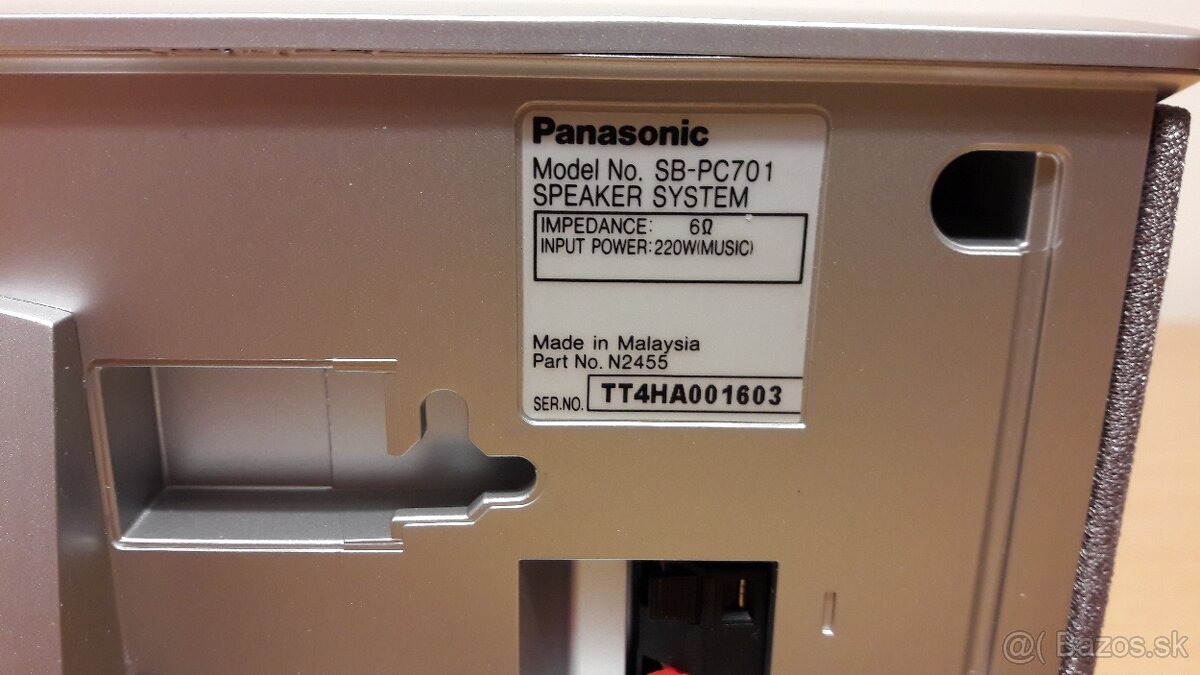 Panasonic
Model No. SB-PC701
SPEAKER SYSTEM
IMPEDANCE: 6Ω
INPUT POWER:220W(MUSIC)
Made in Malaysia
Part No. N2455
SER.NO. TT4HA001603
@( Bazos.sk